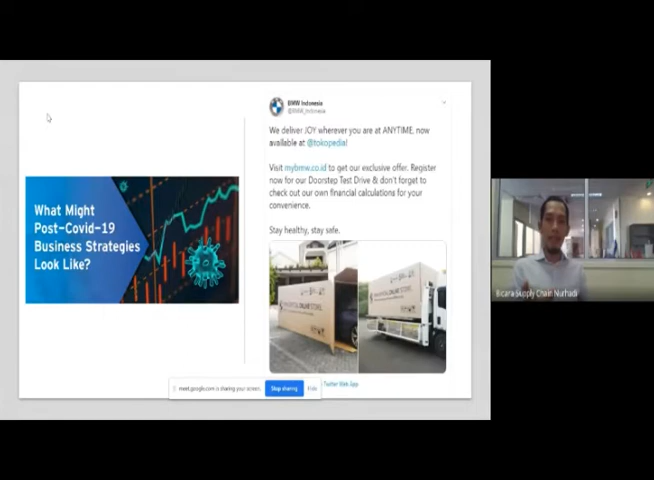 What Might
Post-Covid-19
Business Strategies
Look Like?
BMW Indonesia
@BMW_Indonesia
We deliver JOY wherever you are at ANYTIME, now
available at @tokopedia!
Visit mybmw.co.id to get our exclusive offer. Register
now for our Doorstep Test Drive & don't forget to
check out our own financial calculations for your
convenience.
Stay healthy, stay safe.
ONLINE STORE
meet.google.com is sharing your screen.
Stop sharing
Hide
Twitter Web App
Bicara Supply Chain Nurhadi